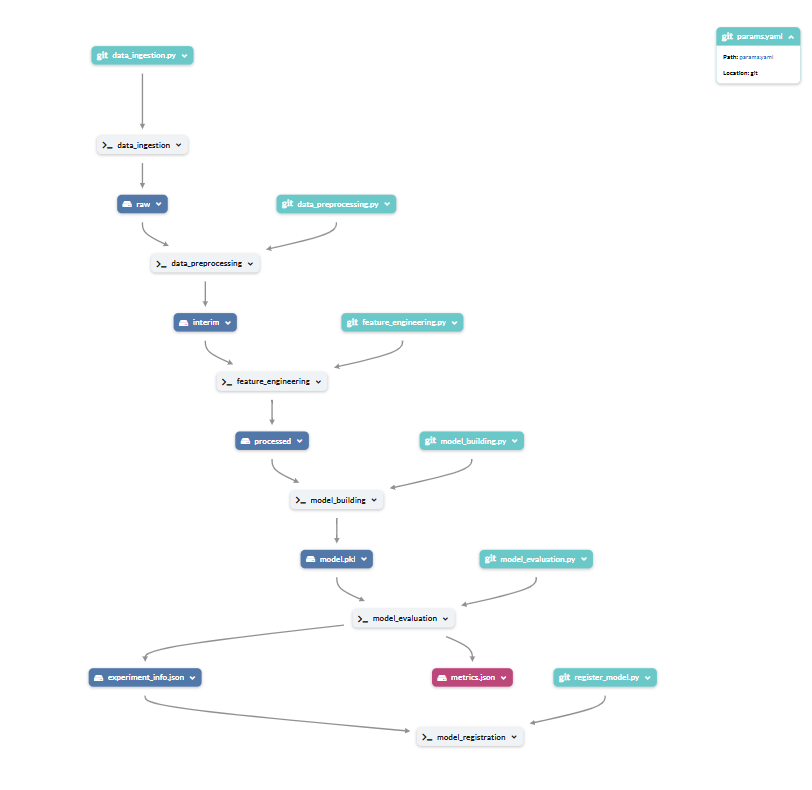 git data_ingestion.py
git params.yaml
Path: params.yaml
Location: git
>_ data_ingestion
raw
git data_preprocessing.py
>_ data_preprocessing
interim
git feature_engineering.py
>_ feature_engineering
processed
git model_building.py
>_ model_building
model.pkl
git model_evaluation.py
>_ model_evaluation
experiment_info.json
metrics.json
git register_model.py
>_ model_registration